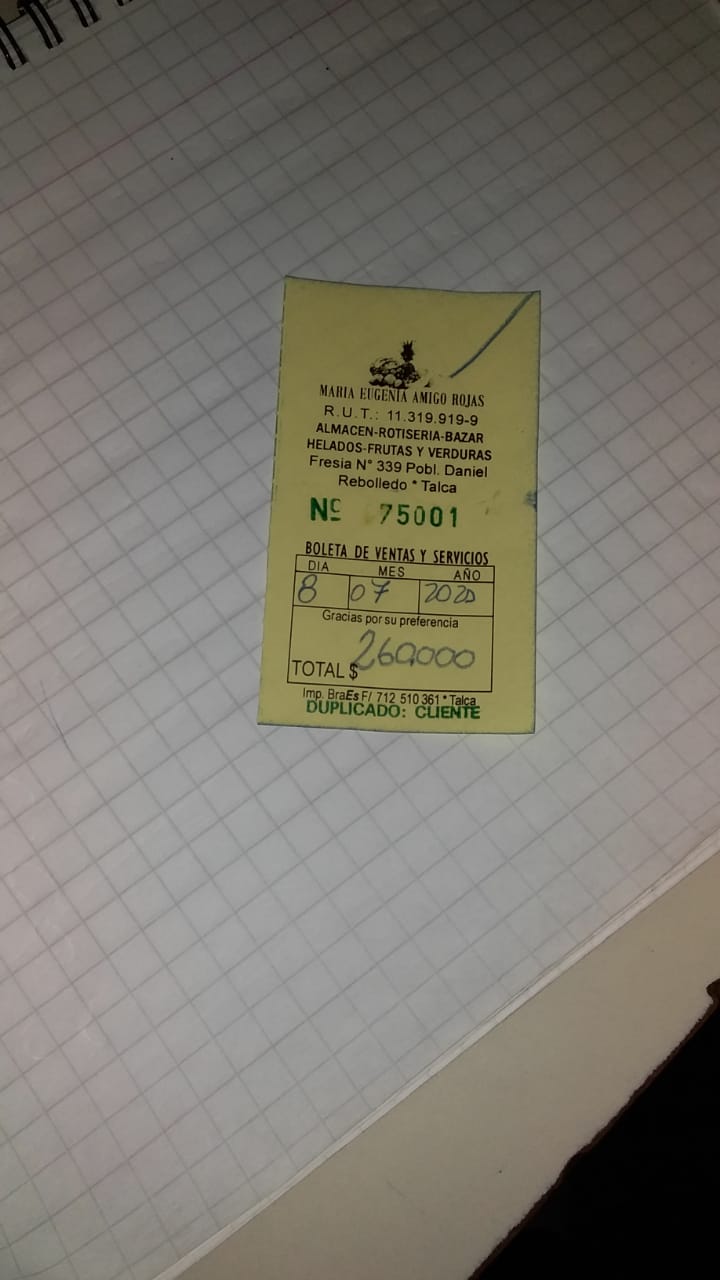 MARIA EUGENIA AMIGO ROJAS
R.U.T.: 11.319.919-9
ALMACEN-ROTISERIA-BAZAR
HELADOS-FRUTAS Y VERDURAS
Fresia N° 339 Pobl. Daniel
Rebolledo * Talca
Nº 75001
BOLETA DE VENTAS Y SERVICIOS
DIA MES AÑO
8 07 2020
Gracias por su preferencia
TOTAL $ 260.000
Imp. BraEs F/ 712 510 361 * Talca
DUPLICADO: CLIENTE